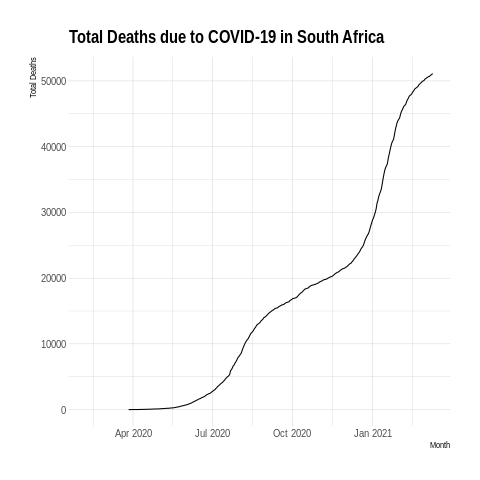 Total Deaths due to COVID-19 in South Africa
Total Deaths
50000
40000
30000
20000
10000
0
Apr 2020 Jul 2020 Oct 2020 Jan 2021
Month